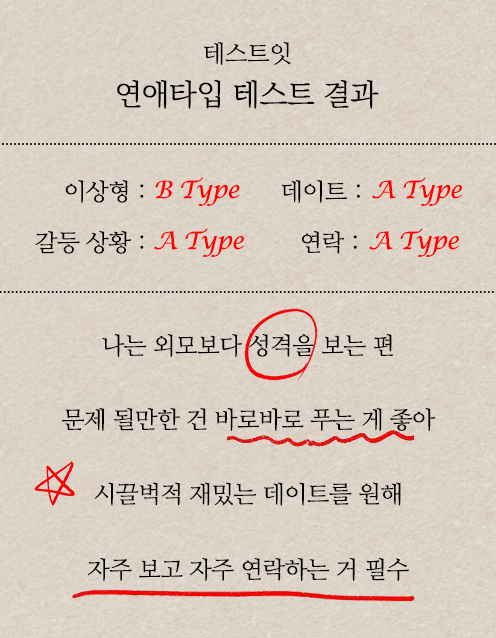 테스트잇
연애타입 테스트 결과
이상형 : B Type 데이트 : A Type
갈등 상황 : A Type 연락 : A Type
나는 외모보다 성격을 보는 편
문제 될만한 건 바로바로 푸는 게 좋아
시끌벅적 재밌는 데이트를 원해
자주 보고 자주 연락하는 거 필수